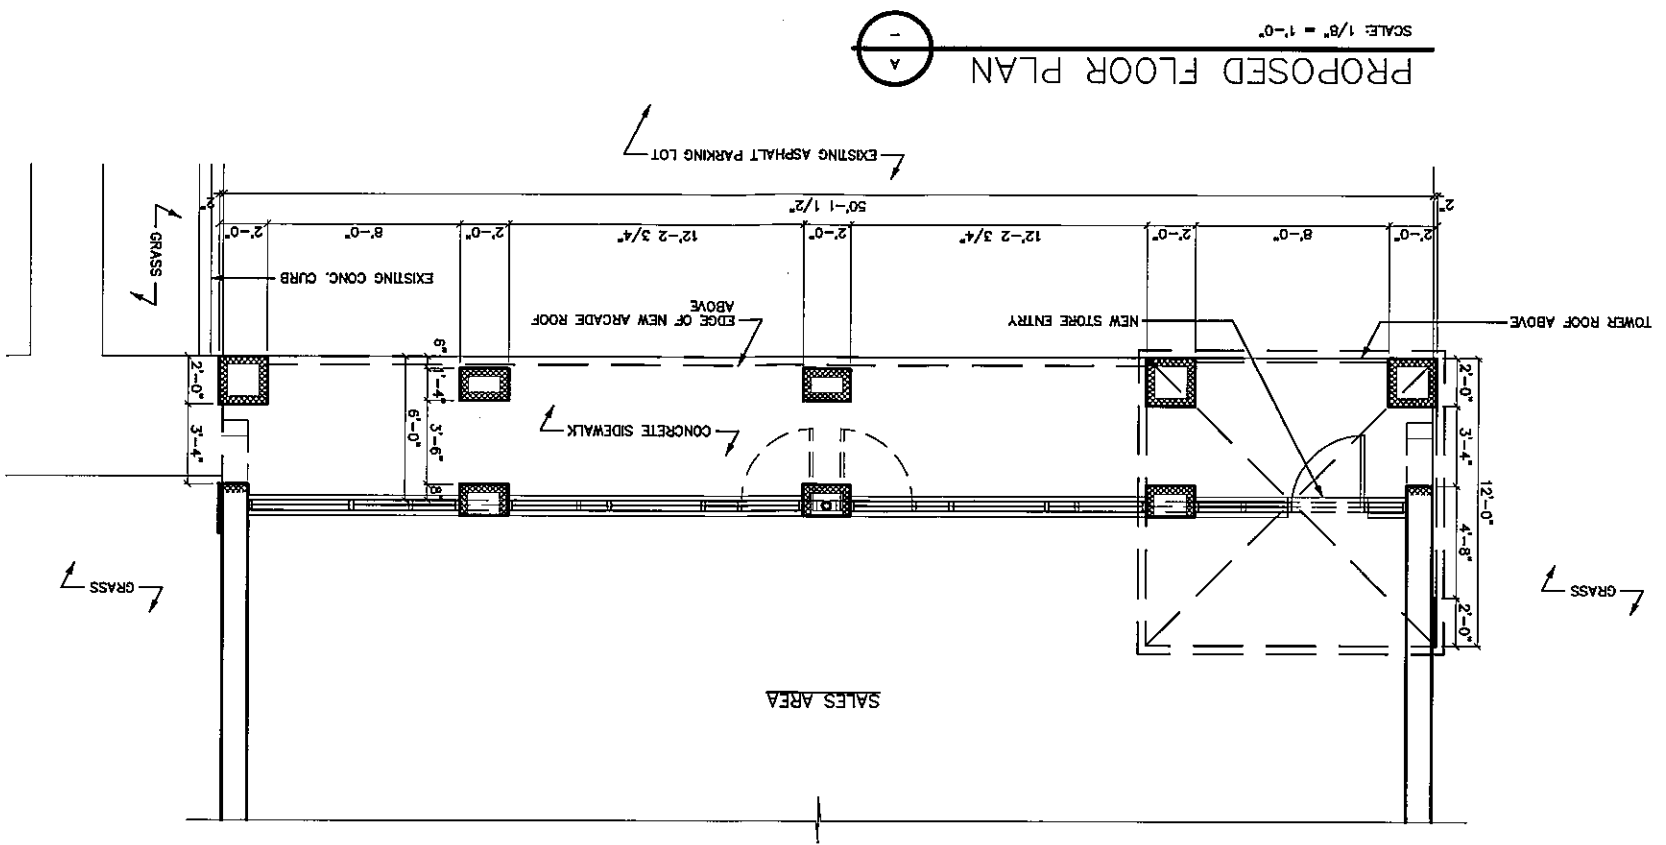 SALES AREA
GRASS
GRASS
2'-0"
4'-8"
12'-0"
3'-4"
2'-0"
8"
3'-6"
6'-0"
1'-4"
6"
3'-4"
2'-0"
CONCRETE SIDEWALK
TOWER ROOF ABOVE
NEW STORE ENTRY
EDGE OF NEW ARCADE ROOF
ABOVE
EXISTING CONC. CURB
GRASS
2'-0"
8'-0"
2'-0"
12'-2 3/4"
2'-0"
12'-2 3/4"
2'-0"
8'-0"
2'-0"
2"
50'-1 1/2"
2"
EXISTING ASPHALT PARKING LOT
PROPOSED FLOOR PLAN
SCALE: 1/8" = 1'-0"
A
1